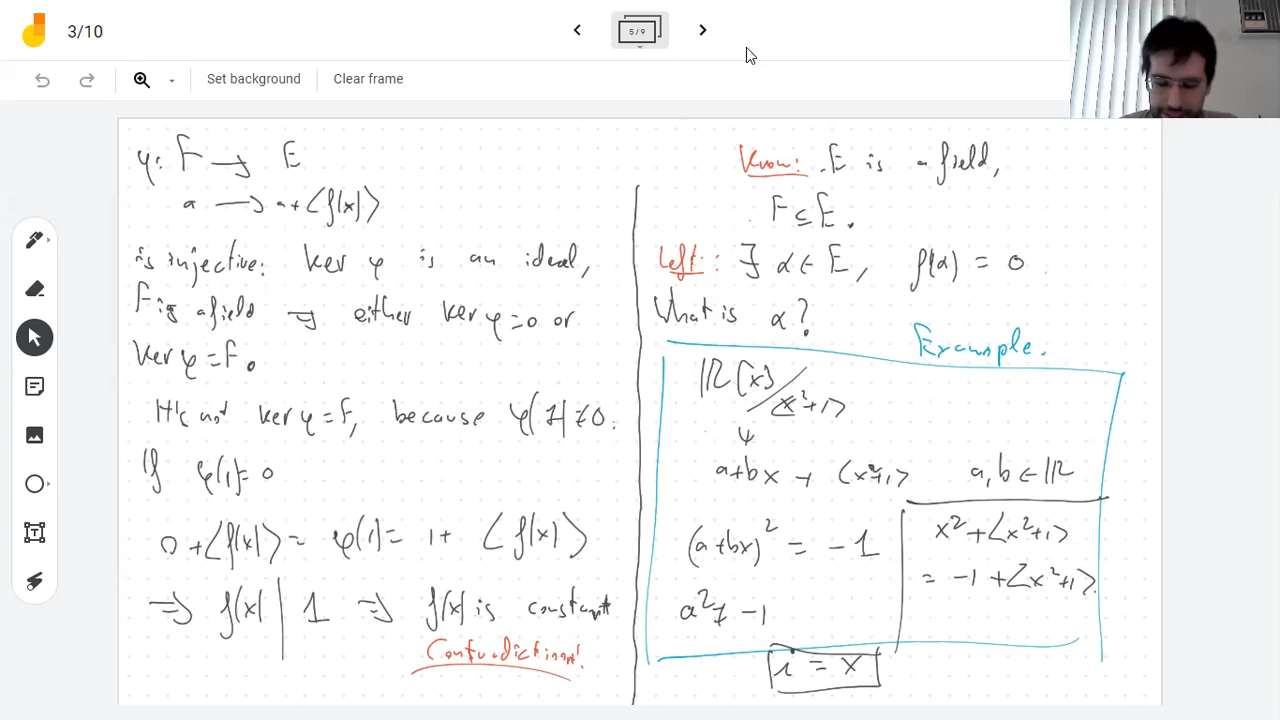 3/10
5/9
Set background
Clear frame
φ: F → E
a → a+⟨f(x)⟩
is injective: Ker φ is an ideal,
F is a field ⇒ either Ker φ = 0 or
Ker φ = F.
It's not Ker φ = F, because φ(1) ≠ 0.
If φ(1) = 0
0+⟨f(x)⟩ = φ(1) = 1+ ⟨f(x)⟩
⇒ f(x) | 1 ⇒ f(x) is constant
Contradiction!
Know: E is a field,
F ⊆ E.
Left: ∃ α ∈ E, f(α) = 0
What is α?
Example.
ℝ[x]/⟨x²+1⟩
a+bx + ⟨x²+1⟩ a,b ∈ ℝ
(a+bx)² = -1
a² ≠ -1
x²+⟨x²+1⟩
= -1+⟨x²+1⟩.
i = x